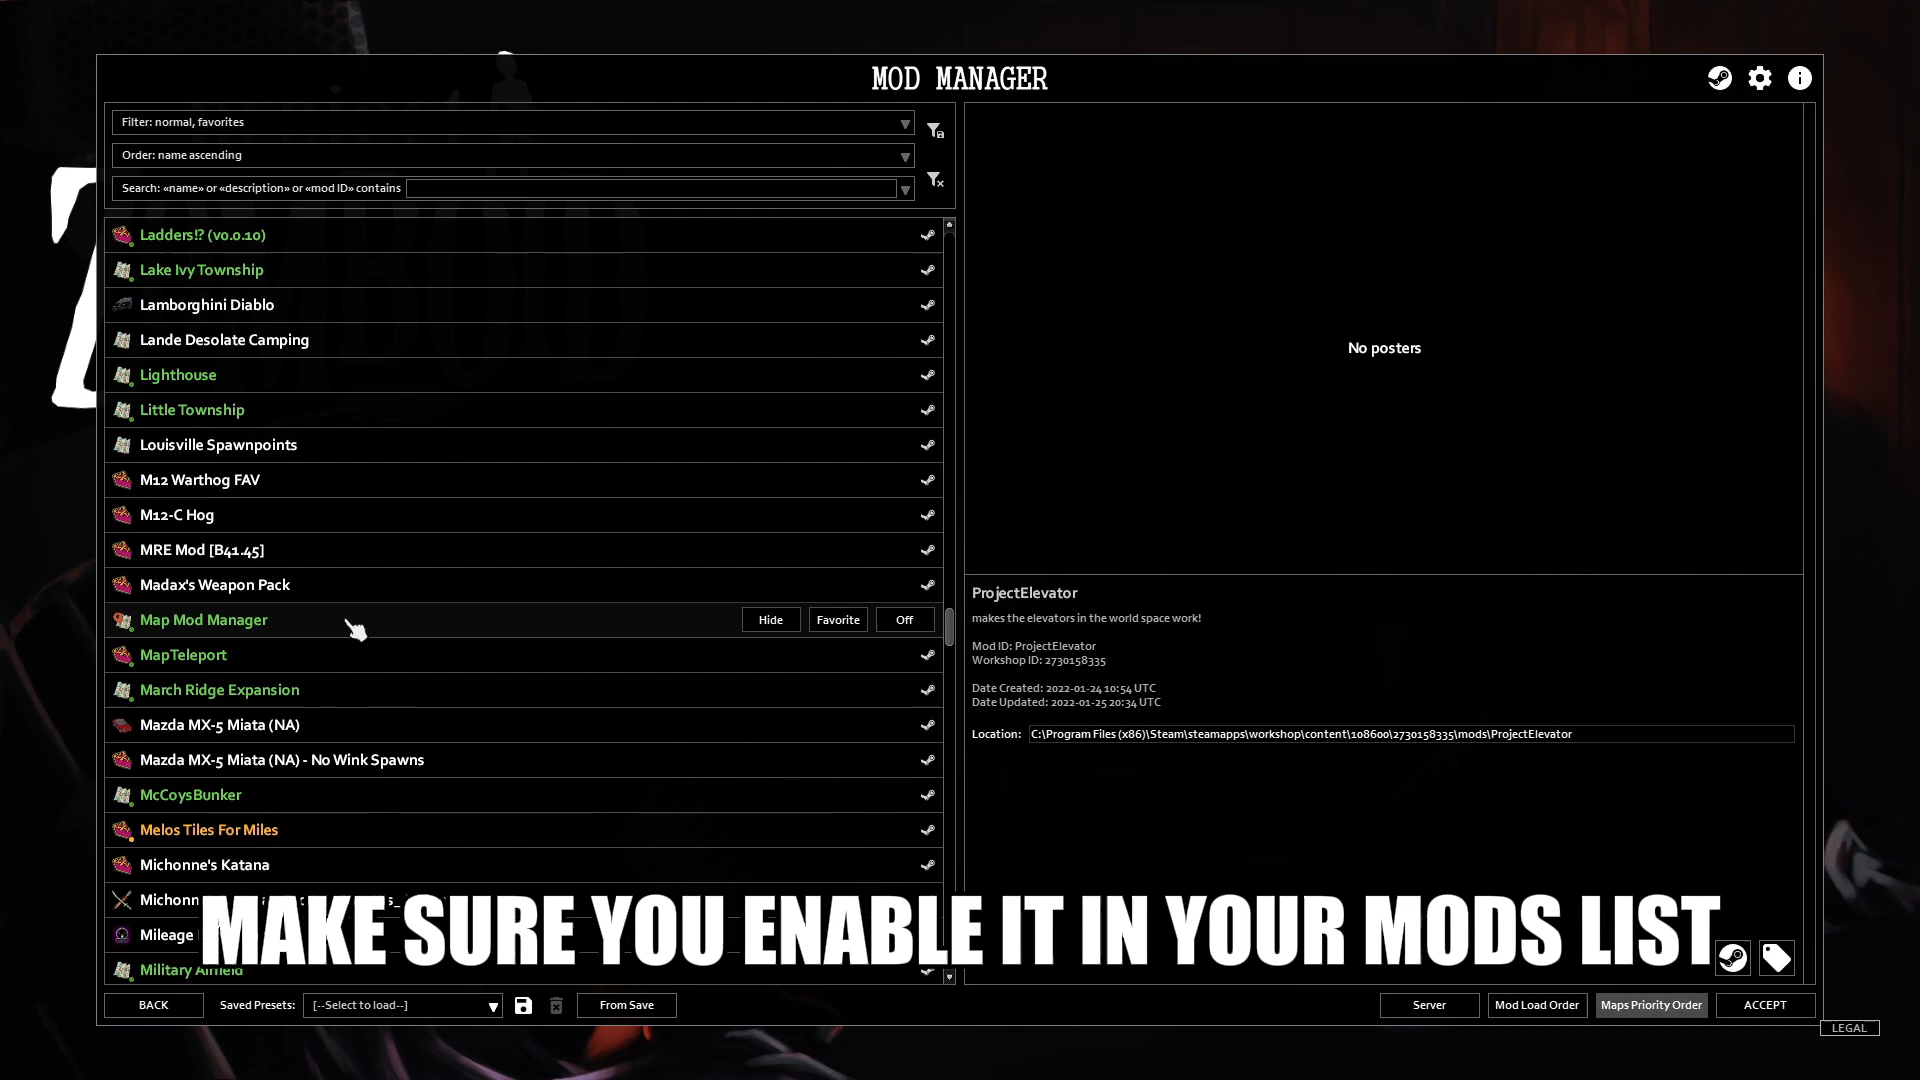 MOD MANAGER
Filter: normal, favorites
Order: name ascending
Search: «name» or «description» or «mod ID» contains
Ladders!? (v0.0.10)
Lake Ivy Township
Lamborghini Diablo
Lande Desolate Camping
Lighthouse
Little Township
Louisville Spawnpoints
M12 Warthog FAV
M12-C Hog
MRE Mod [B41.45]
Madax's Weapon Pack
Map Mod Manager
Hide
Favorite
Off
MapTeleport
March Ridge Expansion
Mazda MX-5 Miata (NA)
Mazda MX-5 Miata (NA) - No Wink Spawns
McCoysBunker
Melos Tiles For Miles
Michonne's Katana
Mileage
Military Airfield
No posters
ProjectElevator
makes the elevators in the world space work!
Mod ID: ProjectElevator
Workshop ID: 2730158335
Date Created: 2022-01-24 10:54 UTC
Date Updated: 2022-01-25 20:34 UTC
Location: C:\Program Files (x86)\Steam\steamapps\workshop\content\108600\2730158335\mods\ProjectElevator
MAKE SURE YOU ENABLE IT IN YOUR MODS LIST
BACK
Saved Presets:
[--Select to load--]
From Save
Server
Mod Load Order
Maps Priority Order
ACCEPT
LEGAL